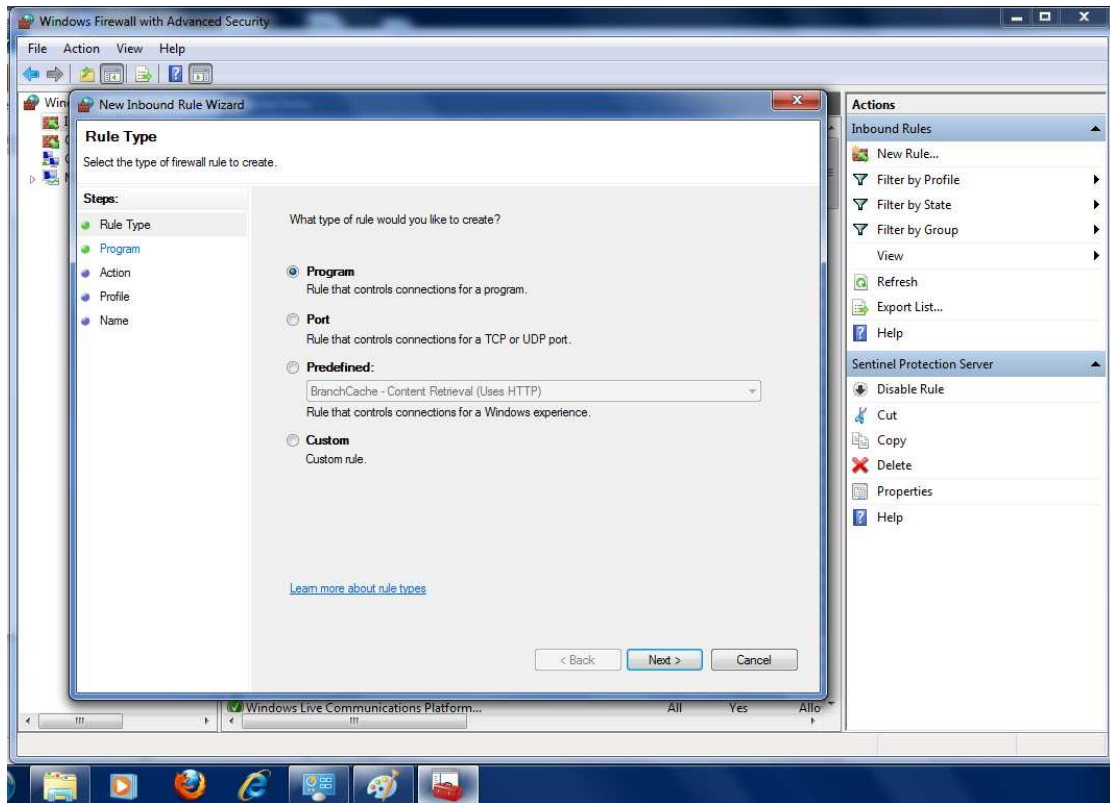 Windows Firewall with Advanced Security
File Action View Help
Win
New Inbound Rule Wizard
Rule Type
Select the type of firewall rule to create.
Steps:
Rule Type
Program
Action
Profile
Name
What type of rule would you like to create?
Program
Rule that controls connections for a program.
Port
Rule that controls connections for a TCP or UDP port.
Predefined:
BranchCache - Content Retrieval (Uses HTTP)
Rule that controls connections for a Windows experience.
Custom
Custom rule.
Learn more about rule types
< Back Next > Cancel
Windows Live Communications Platform... All Yes Allo
Actions
Inbound Rules
New Rule...
Filter by Profile
Filter by State
Filter by Group
View
Refresh
Export List...
Help
Sentinel Protection Server
Disable Rule
Cut
Copy
Delete
Properties
Help